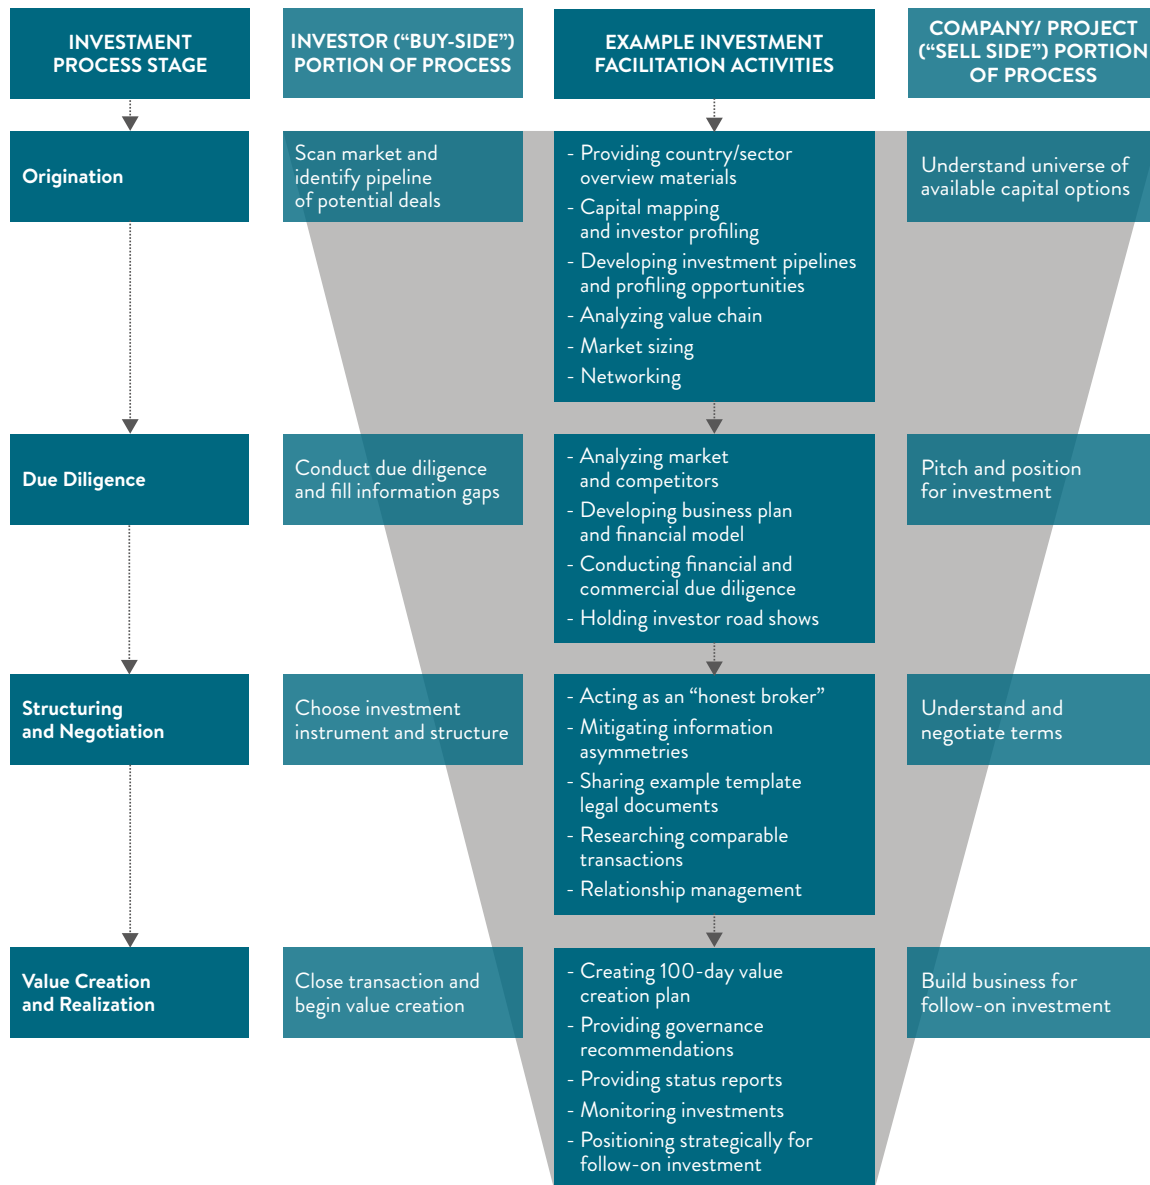 INVESTMENT
PROCESS STAGE
INVESTOR (“BUY-SIDE”)
PORTION OF PROCESS
EXAMPLE INVESTMENT
FACILITATION ACTIVITIES
COMPANY/ PROJECT
(“SELL SIDE”) PORTION
OF PROCESS
Origination
Scan market and
identify pipeline
of potential deals
- Providing country/sector
overview materials
- Capital mapping
and investor profiling
- Developing investment pipelines
and profiling opportunities
- Analyzing value chain
- Market sizing
- Networking
Understand universe of
available capital options
Due Diligence
Conduct due diligence
and fill information gaps
- Analyzing market
and competitors
- Developing business plan
and financial model
- Conducting financial and
commercial due diligence
- Holding investor road shows
Pitch and position
for investment
Structuring
and Negotiation
Choose investment
instrument and structure
- Acting as an “honest broker”
- Mitigating information
asymmetries
- Sharing example template
legal documents
- Researching comparable
transactions
- Relationship management
Understand and
negotiate terms
Value Creation
and Realization
Close transaction and
begin value creation
- Creating 100-day value
creation plan
- Providing governance
recommendations
- Providing status reports
- Monitoring investments
- Positioning strategically for
follow-on investment
Build business for
follow-on investment